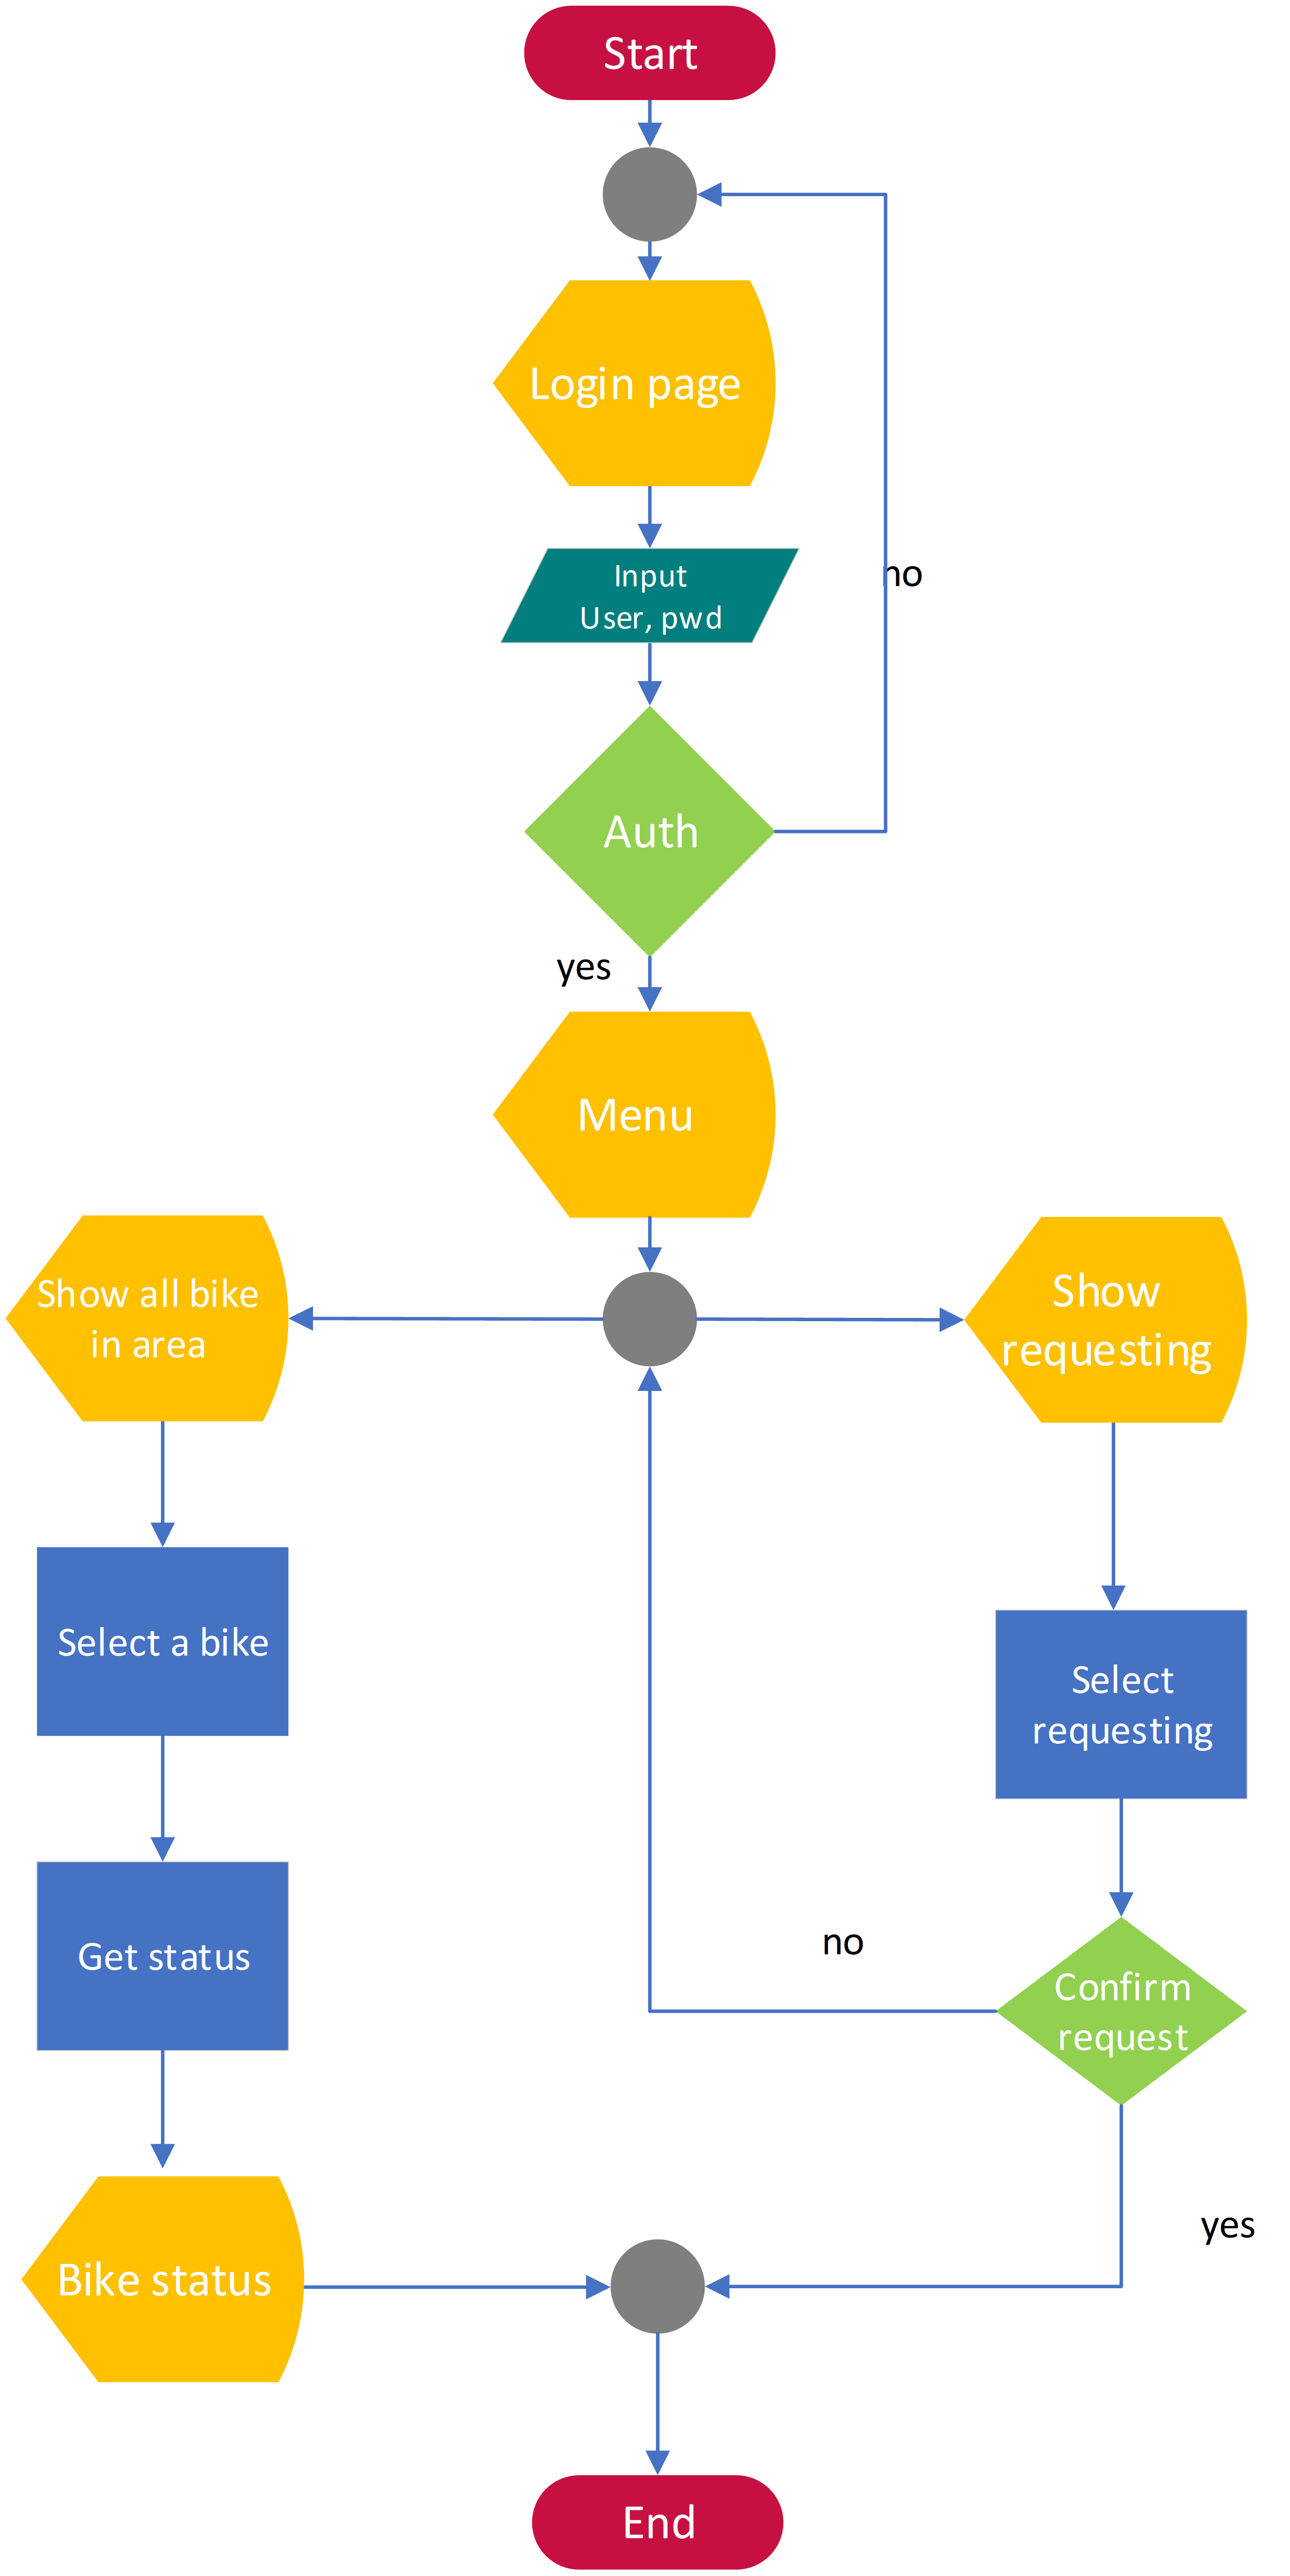 Start
Login page
Input
User, pwd
no
Auth
yes
Menu
Show all bike
in area
Show
requesting
Select a bike
Select
requesting
Get status
no
Confirm
request
yes
Bike status
End